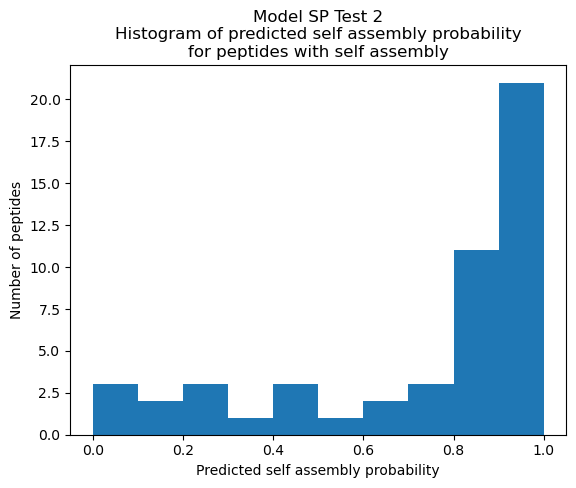 Model SP Test 2
Histogram of predicted self assembly probability
for peptides with self assembly
20.0
17.5
15.0
12.5
10.0
7.5
5.0
2.5
0.0
Number of peptides
0.0 0.2 0.4 0.6 0.8 1.0
Predicted self assembly probability